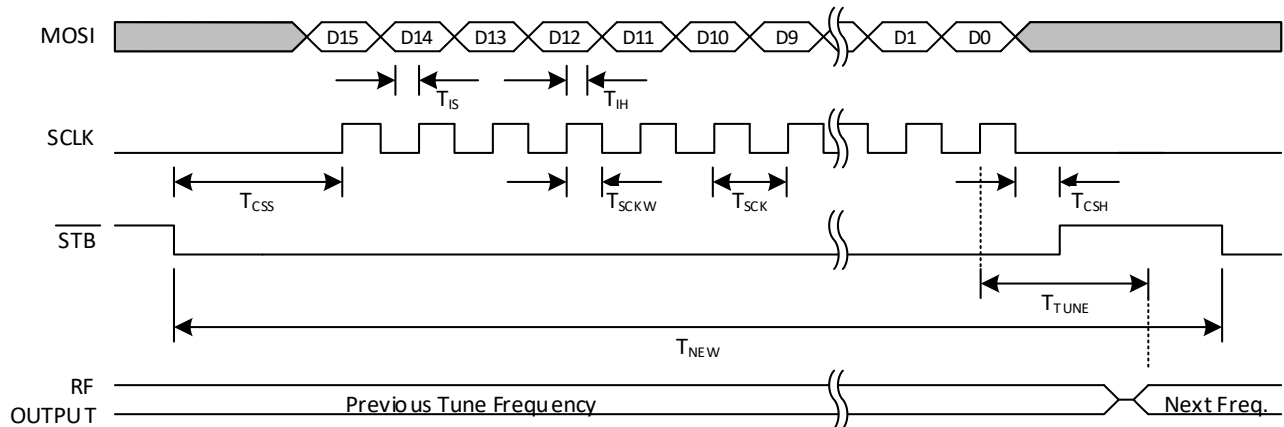 MOSI D15 D14 D13 D12 D11 D10 D9 D1 D0
TIS TIH
SCLK
TCSS TSCKW TSCK TCSH
STB
TTUNE
TNEW
RF
OUTPUT Previous Tune Frequency Next Freq.